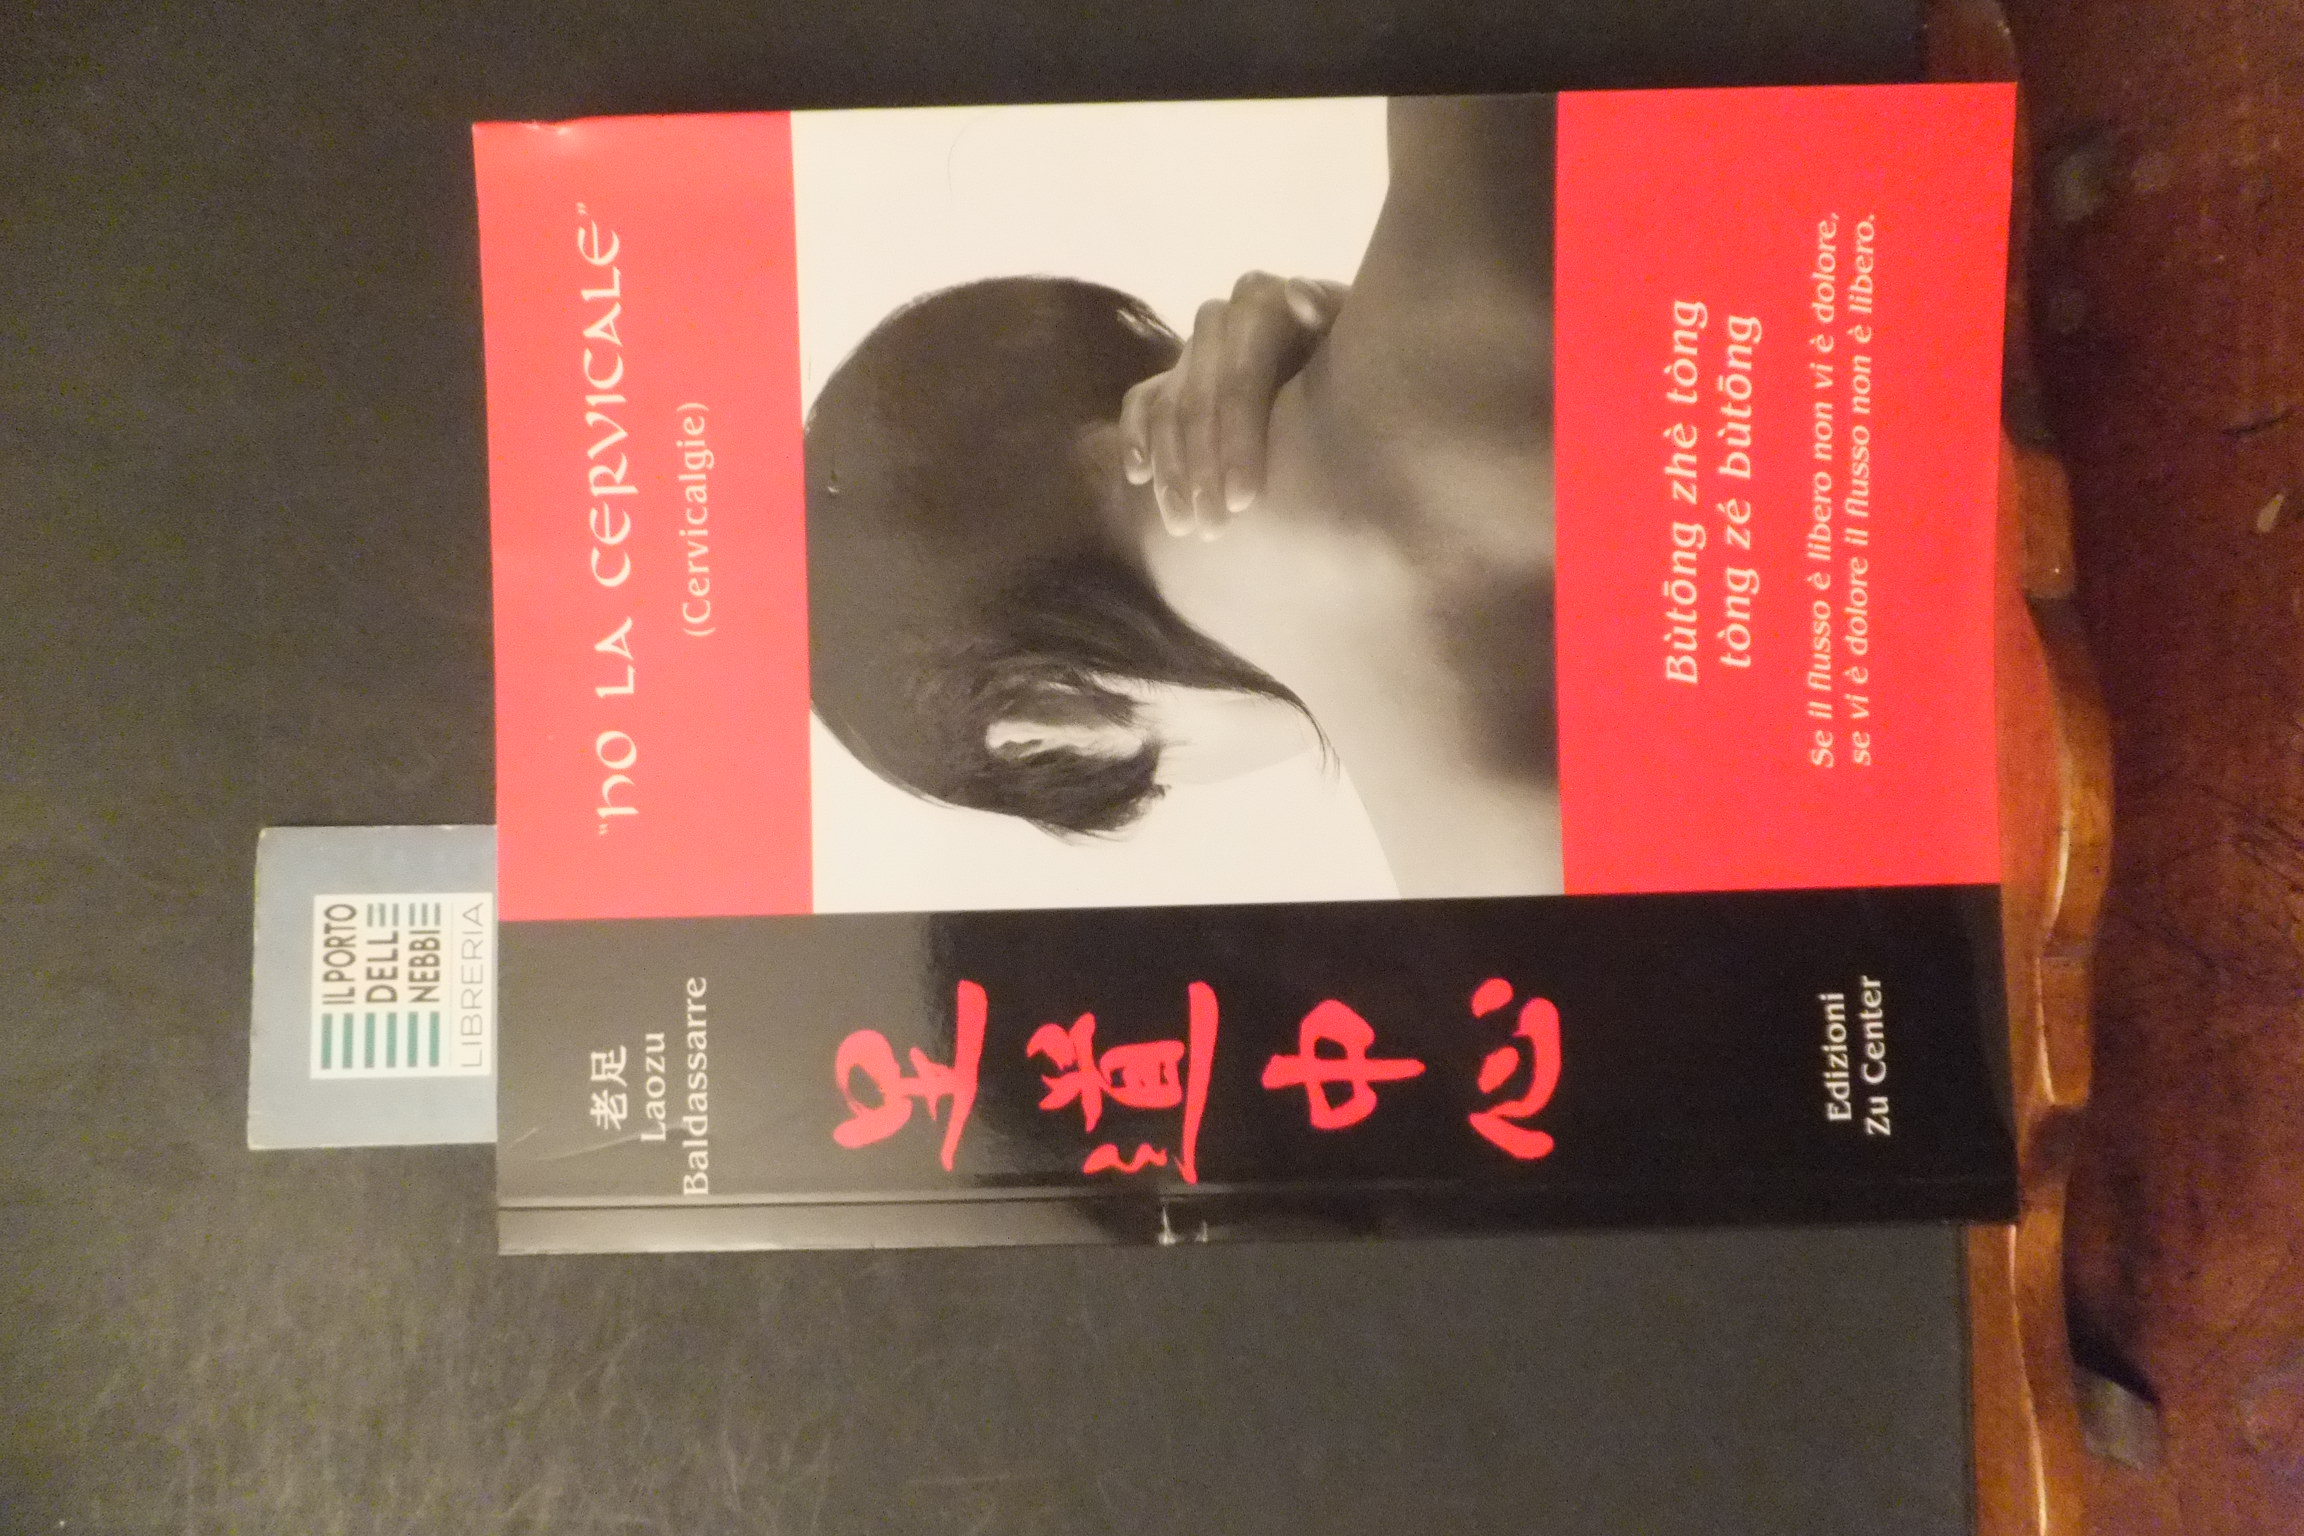 IL PORTO
DELLE
NEBBIE
LIBRERIA
老足
Laozu
Baldassarre
足道中心
Edizioni
Zu Center
"HO LA CERVICALE"
(Cervicalgie)
Bùtōng zhè tòng
tòng zé bùtōng
Se il flusso è libero non vi è dolore,
se vi è dolore il flusso non è libero.